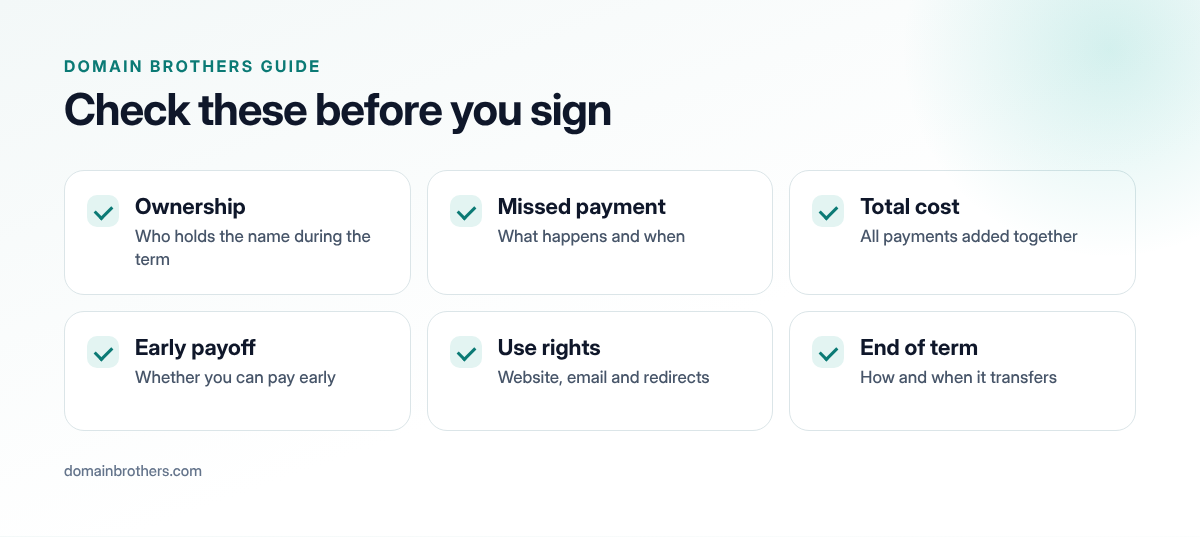 DOMAIN BROTHERS GUIDE
Check these before you sign
Ownership
Who holds the name during the
term
Missed payment
What happens and when
Total cost
All payments added together
Early payoff
Whether you can pay early
Use rights
Website, email and redirects
End of term
How and when it transfers
domainbrothers.com